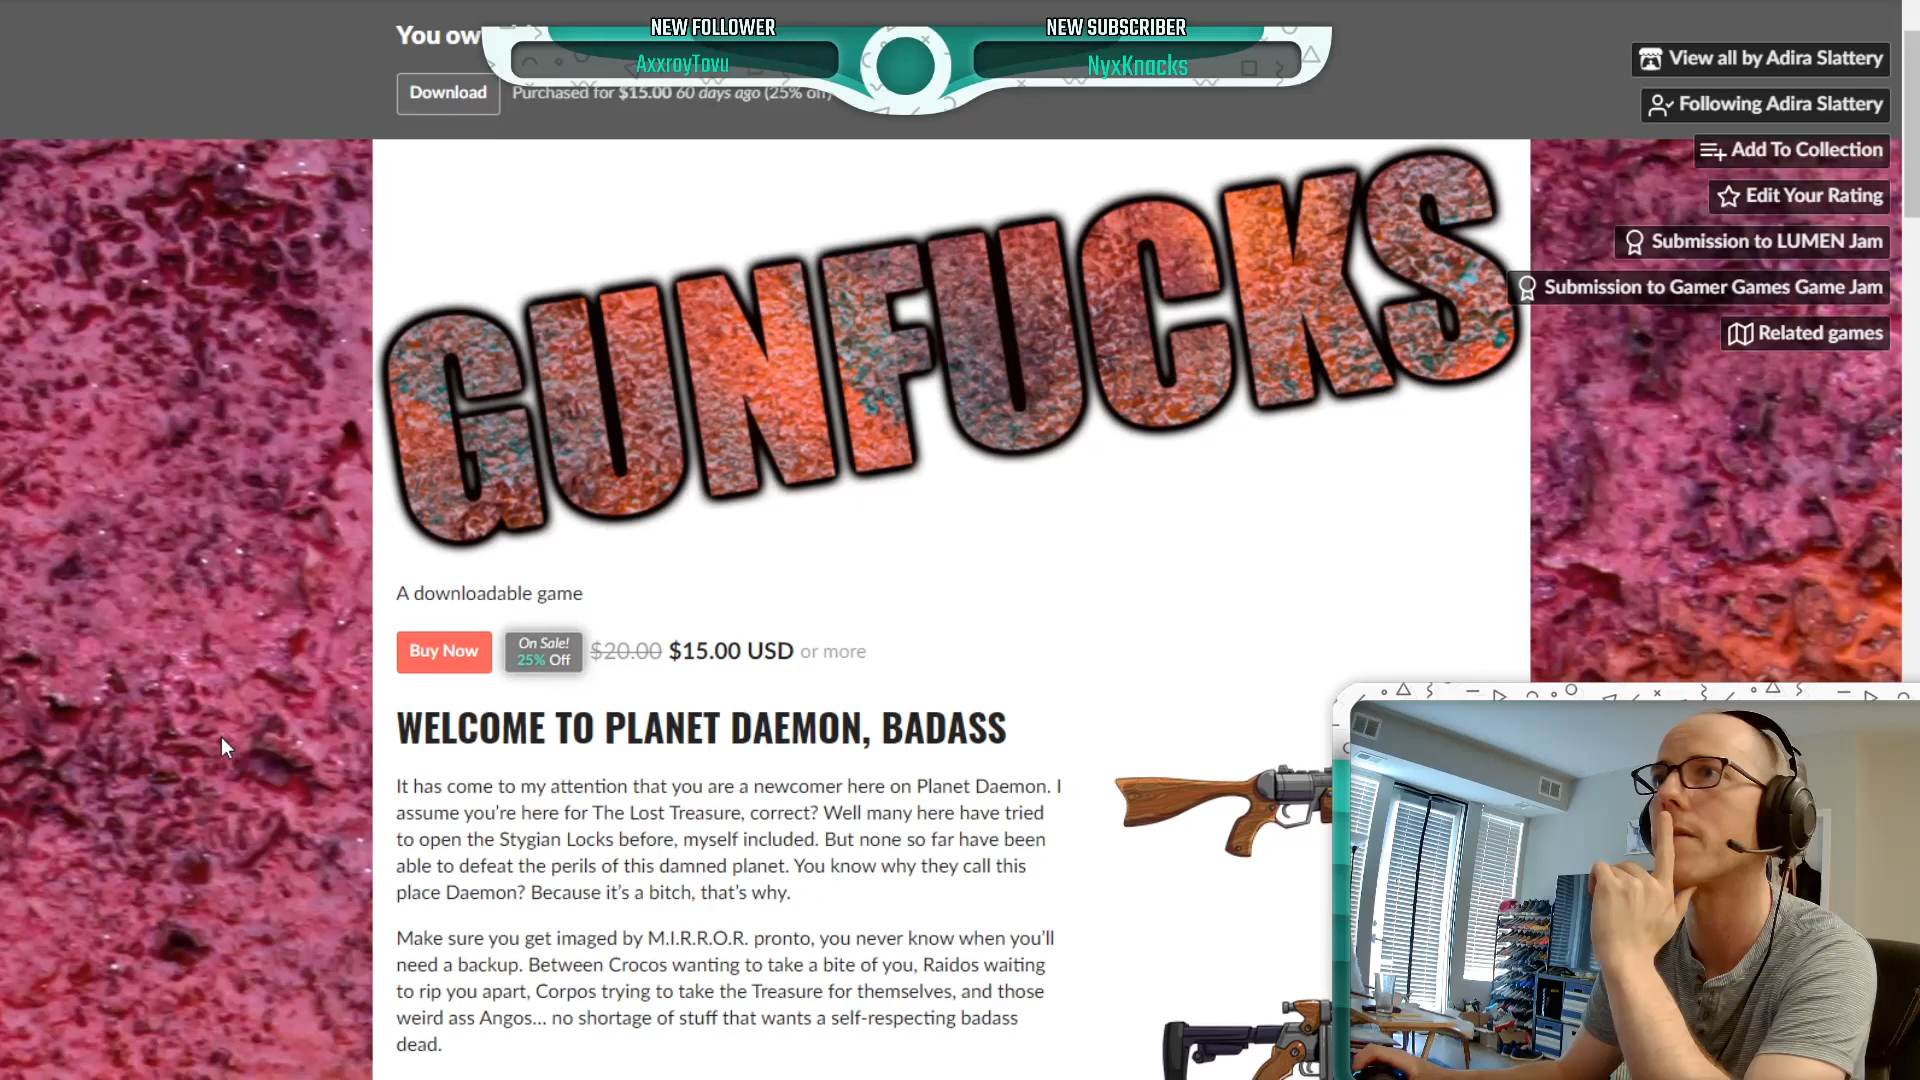 NEW FOLLOWER
AxxroyTovu
NEW SUBSCRIBER
NyxKnacks
You ow
Download
Purchased for $15.00 60 days ago (25% off)
View all by Adira Slattery
Following Adira Slattery
Add To Collection
Edit Your Rating
Submission to LUMEN Jam
Submission to Gamer Games Game Jam
Related games
GUNFUCKS
A downloadable game
Buy Now
On Sale!
25% Off
$20.00 $15.00 USD or more
WELCOME TO PLANET DAEMON, BADASS
It has come to my attention that you are a newcomer here on Planet Daemon. I
assume you're here for The Lost Treasure, correct? Well many here have tried
to open the Stygian Locks before, myself included. But none so far have been
able to defeat the perils of this damned planet. You know why they call this
place Daemon? Because it's a bitch, that's why.
Make sure you get imaged by M.I.R.R.O.R. pronto, you never know when you'll
need a backup. Between Crocos wanting to take a bite of you, Raidos waiting
to rip you apart, Corpos trying to take the Treasure for themselves, and those
weird ass Angos... no shortage of stuff that wants a self-respecting badass
dead.